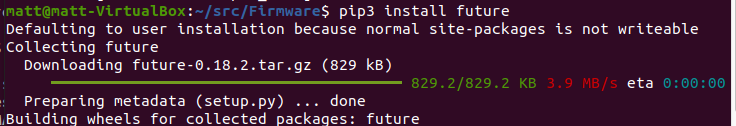 matt@matt-VirtualBox:~/src/Firmware$ pip3 install future
Defaulting to user installation because normal site-packages is not writeable
Collecting future
  Downloading future-0.18.2.tar.gz (829 kB)
     ━━━━━━━━━━━━━━━━━━━━━━━━━━━━━━━━━━━━━━━━ 829.2/829.2 KB 3.9 MB/s eta 0:00:00
  Preparing metadata (setup.py) ... done
Building wheels for collected packages: future